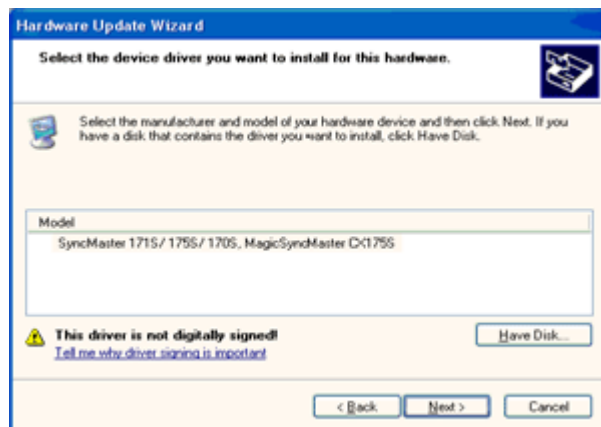 Hardware Update Wizard
Select the device driver you want to install for this hardware.
Select the manufacturer and model of your hardware device and then click Next. If you
have a disk that contains the driver you want to install, click Have Disk.
Model
SyncMaster 171S/ 175S/ 170S, MagicSyncMaster CX175S
This driver is not digitally signed!
Tell me why driver signing is important
Have Disk...
< Back
Next >
Cancel